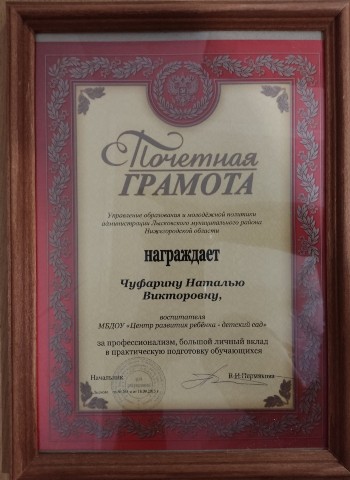 Почетная
ГРАМОТА
Управление образования и молодёжной политики
администрации Лысковского муниципального района
Нижегородской области
награждает
Чуфарину Наталью
Викторовну,
воспитателя
МБДОУ «Центр развития ребёнка - детский сад»
за профессионализм, большой личный вклад
в практическую подготовку обучающихся
Начальник